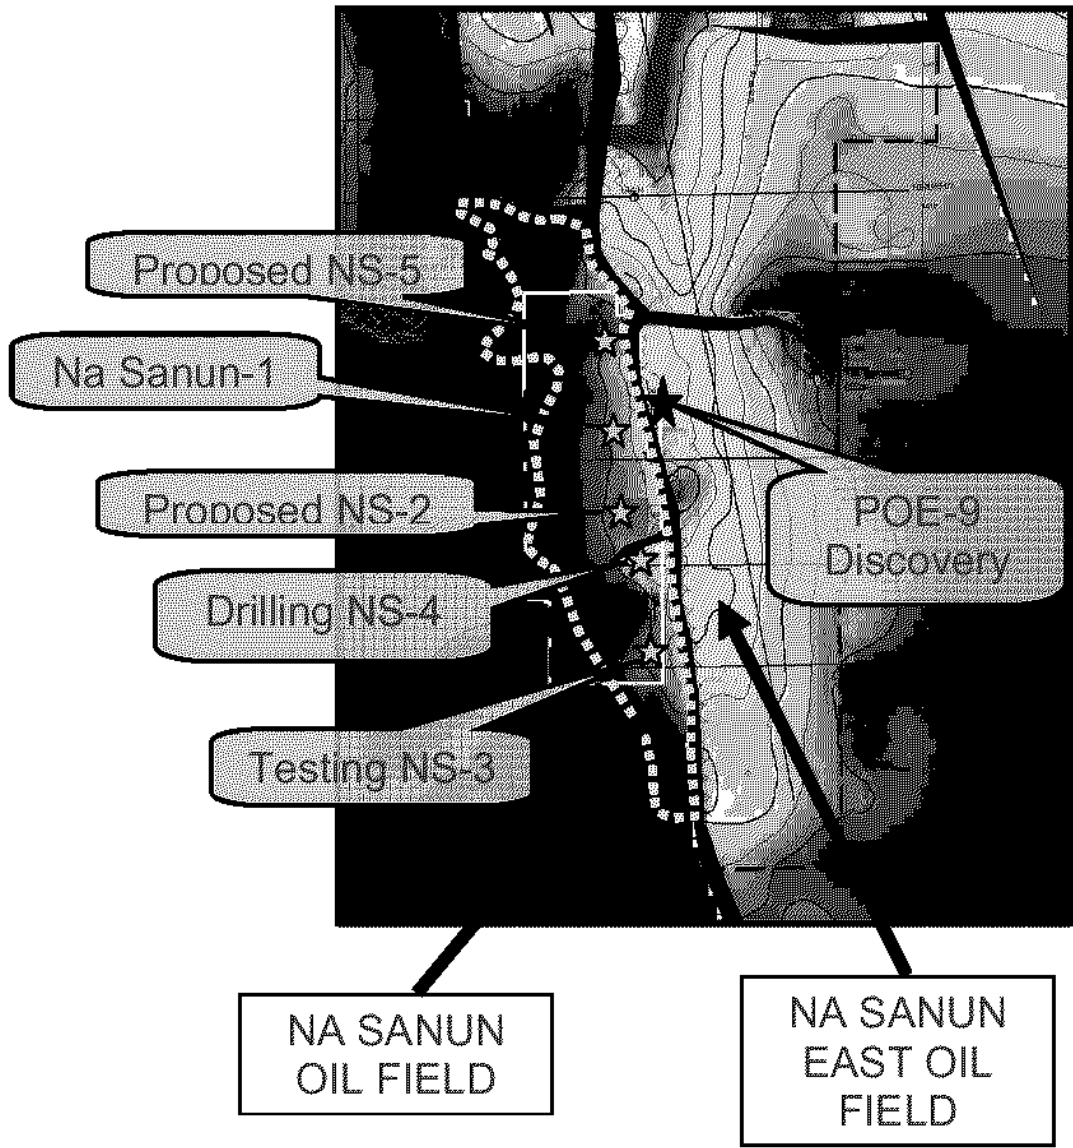 Proposed NS-5
Na Sanun-1
Proposed NS-2
Drilling NS-4
Testing NS-3
POE-9
Discovery
NA SANUN
OIL FIELD
NA SANUN
EAST OIL
FIELD